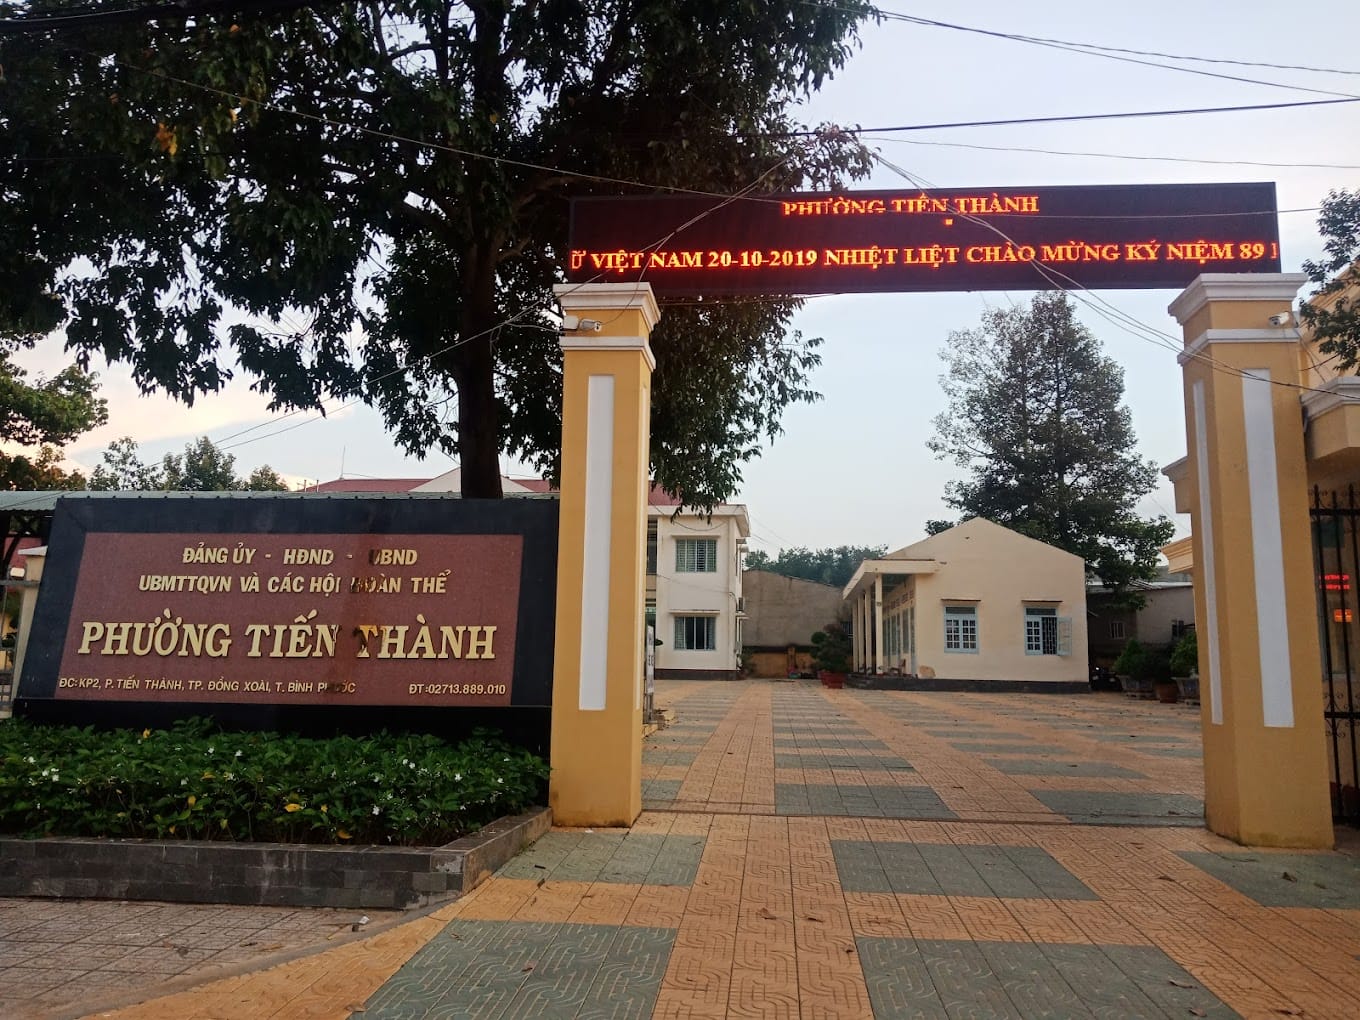 PHƯỜNG TIẾN THÀNH
VIỆT NAM 20-10-2019 NHIỆT LIỆT CHÀO MỪNG KỶ NIỆM 89
ĐẢNG ỦY - HĐND - UBND
UBMTTQVN VÀ CÁC HỘI ĐOÀN THỂ
PHƯỜNG TIẾN THÀNH
ĐC:KP2, P. TIẾN THÀNH, TP. ĐỒNG XOÀI, T. BÌNH PHƯỚC ĐT:02713.889.010